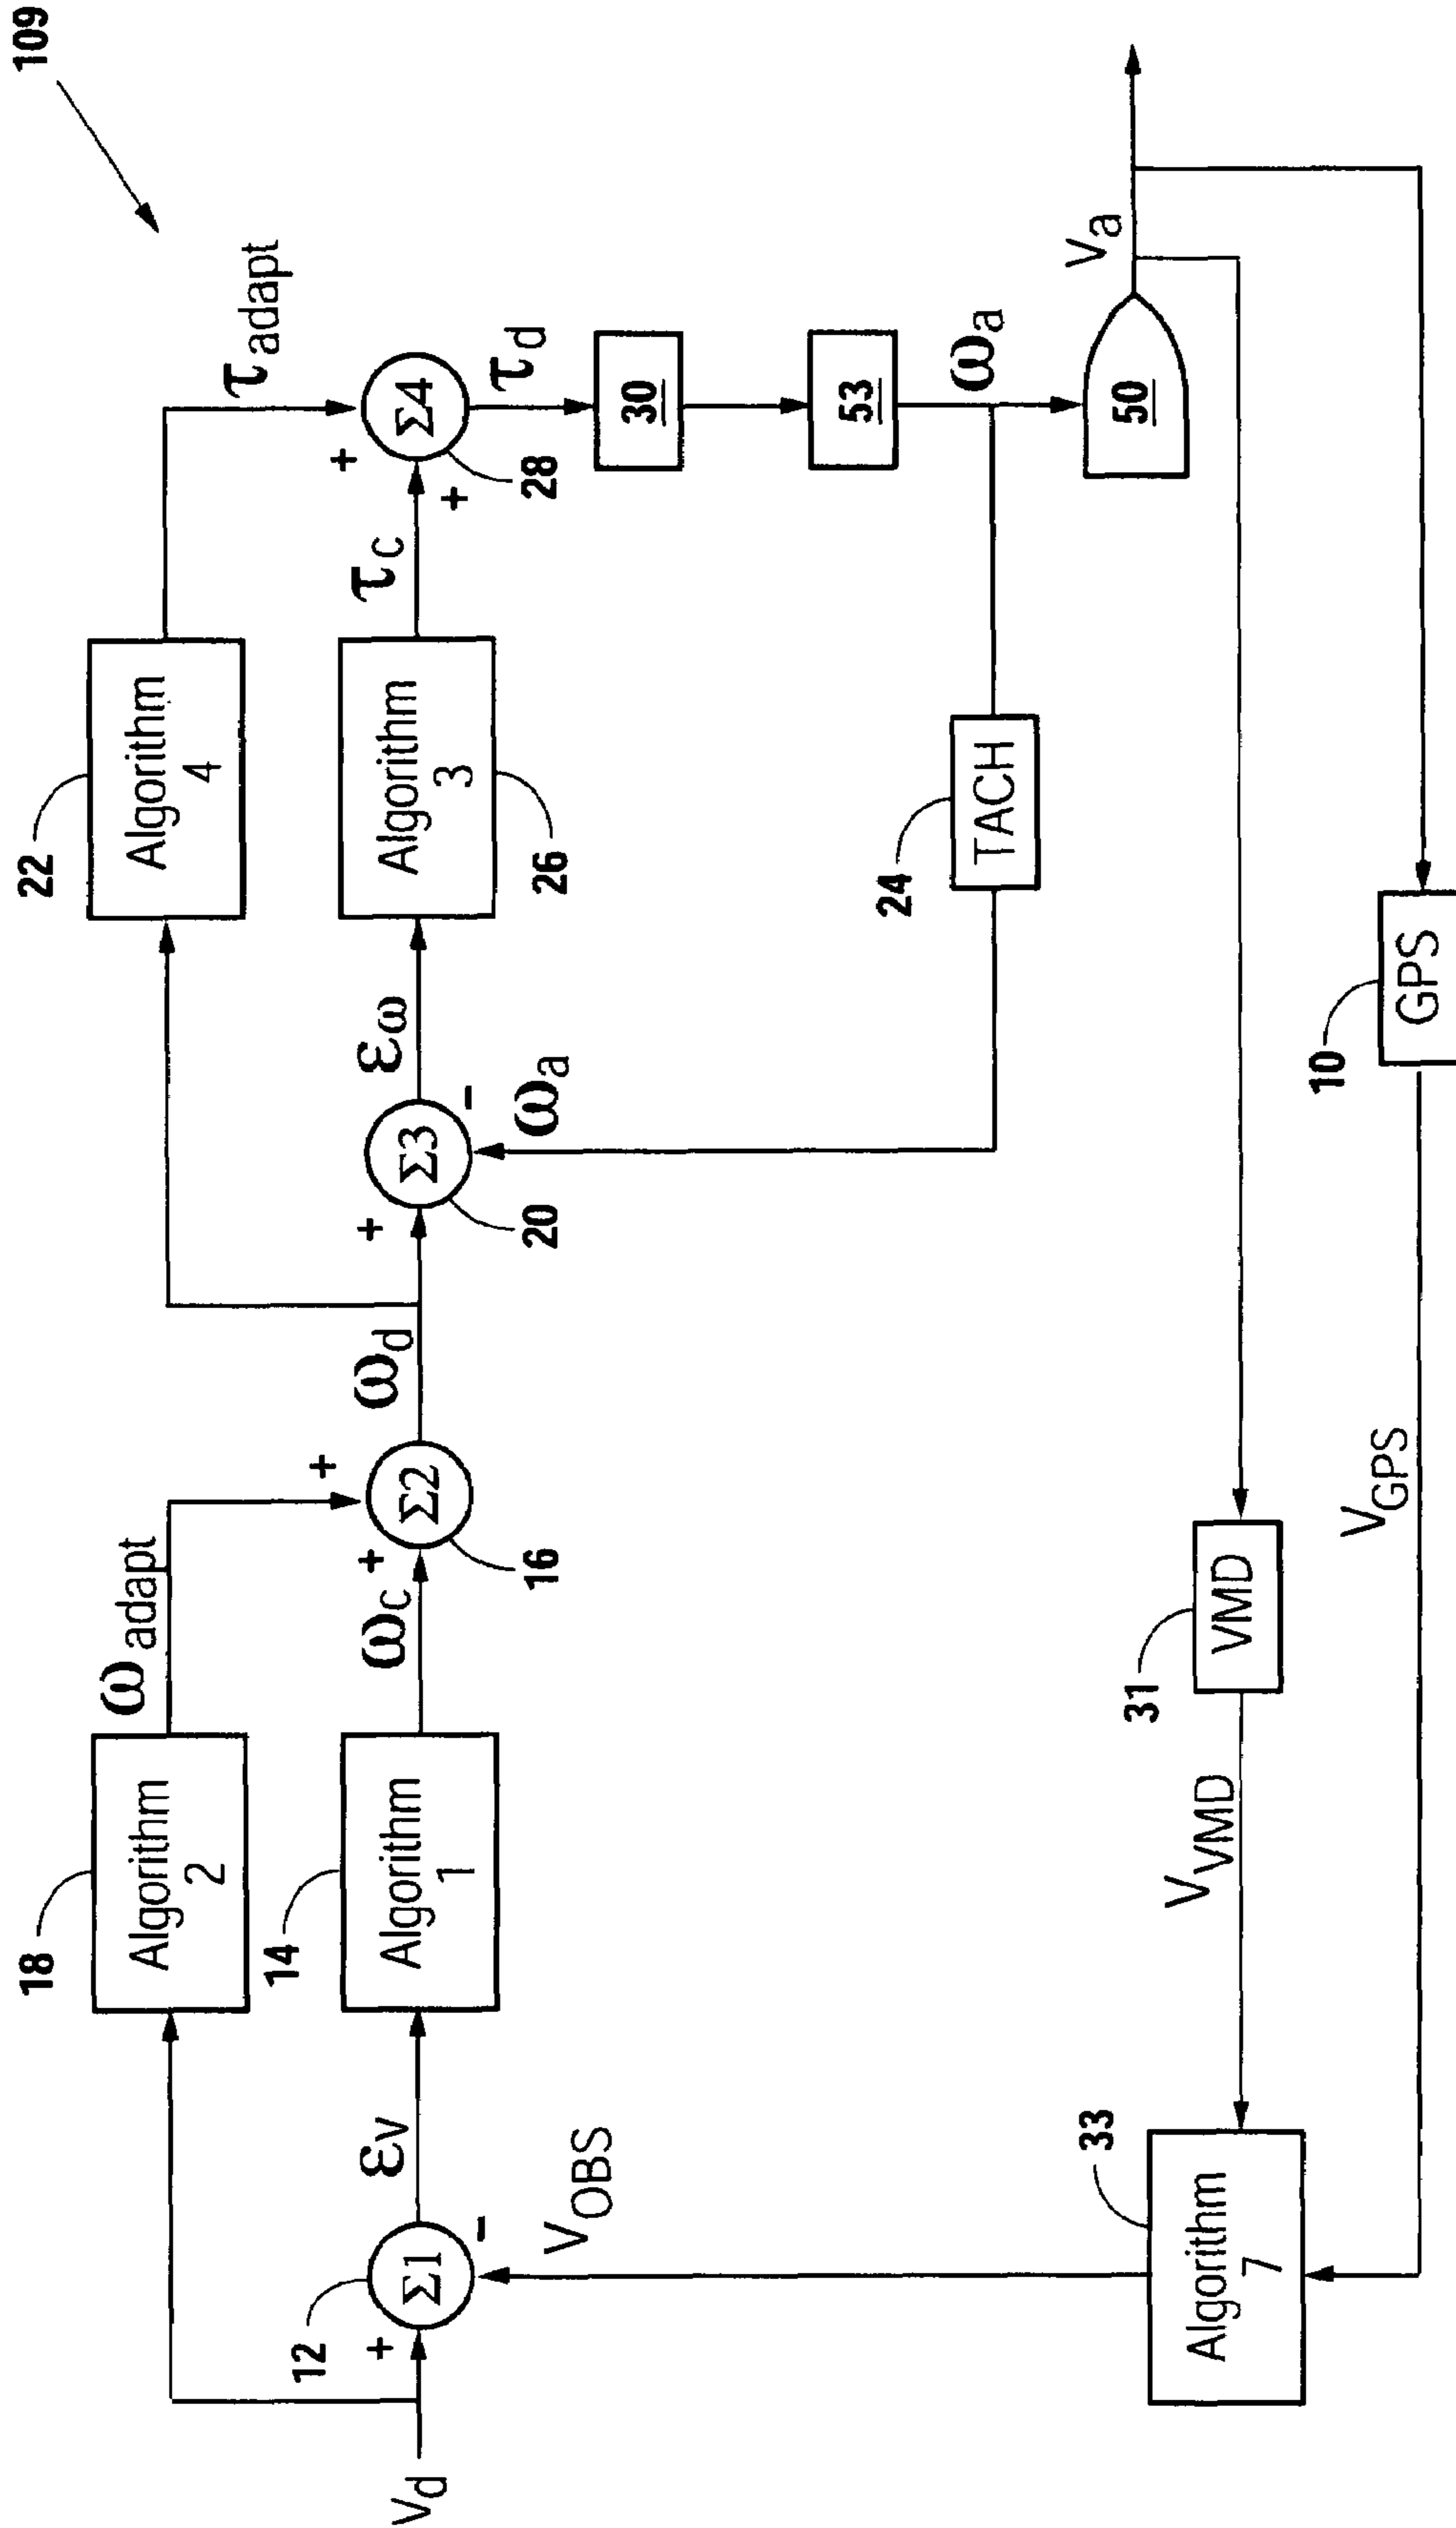 109
22
Algorithm
4
τadapt
18
Algorithm
2
ωadapt
+
Σ4
+
+
28
τd
30
53
ωa
50
Va
Vd
+
Σ1
-
12
εv
14
Algorithm
1
ωc
+
Σ2
16
ωd
+
Σ3
-
20
εω
Algorithm
3
26
τc
ωa
24
TACH
VOBS
33
Algorithm
7
VVMD
31
VMD
VGPS
10
GPS